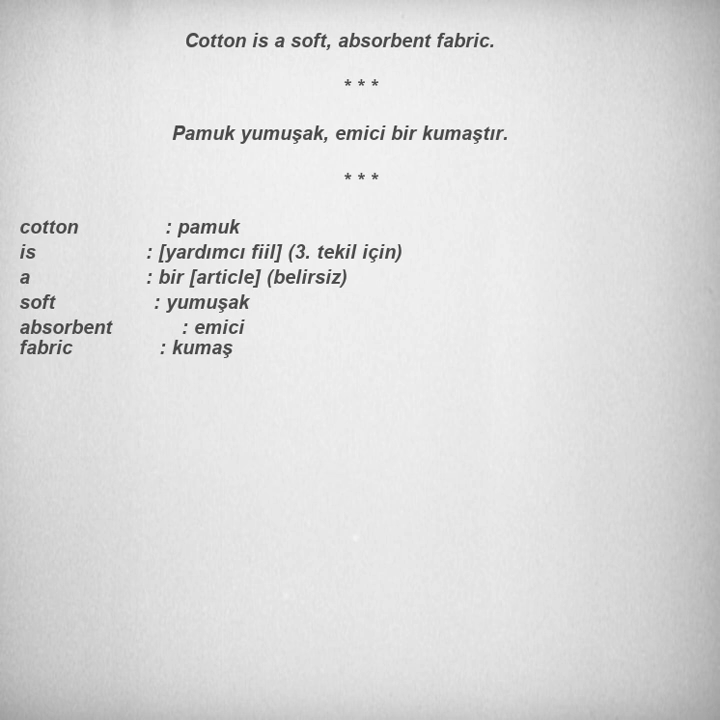 Cotton is a soft, absorbent fabric.
* * *
Pamuk yumuşak, emici bir kumaştır.
* * *
cotton : pamuk
is : [yardımcı fiil] (3. tekil için)
a : bir [article] (belirsiz)
soft : yumuşak
absorbent : emici
fabric : kumaş